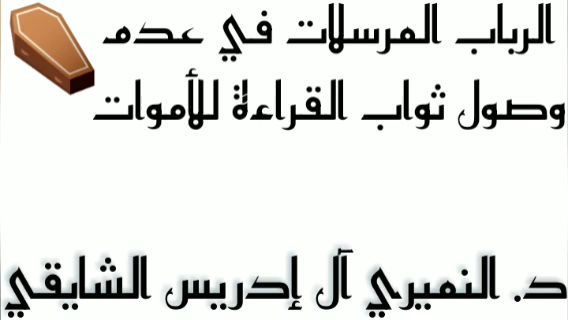 الرباب المرسلات في عدم
وصول ثواب القراءة للأموات
د. النميري آل إدريس الشايقي